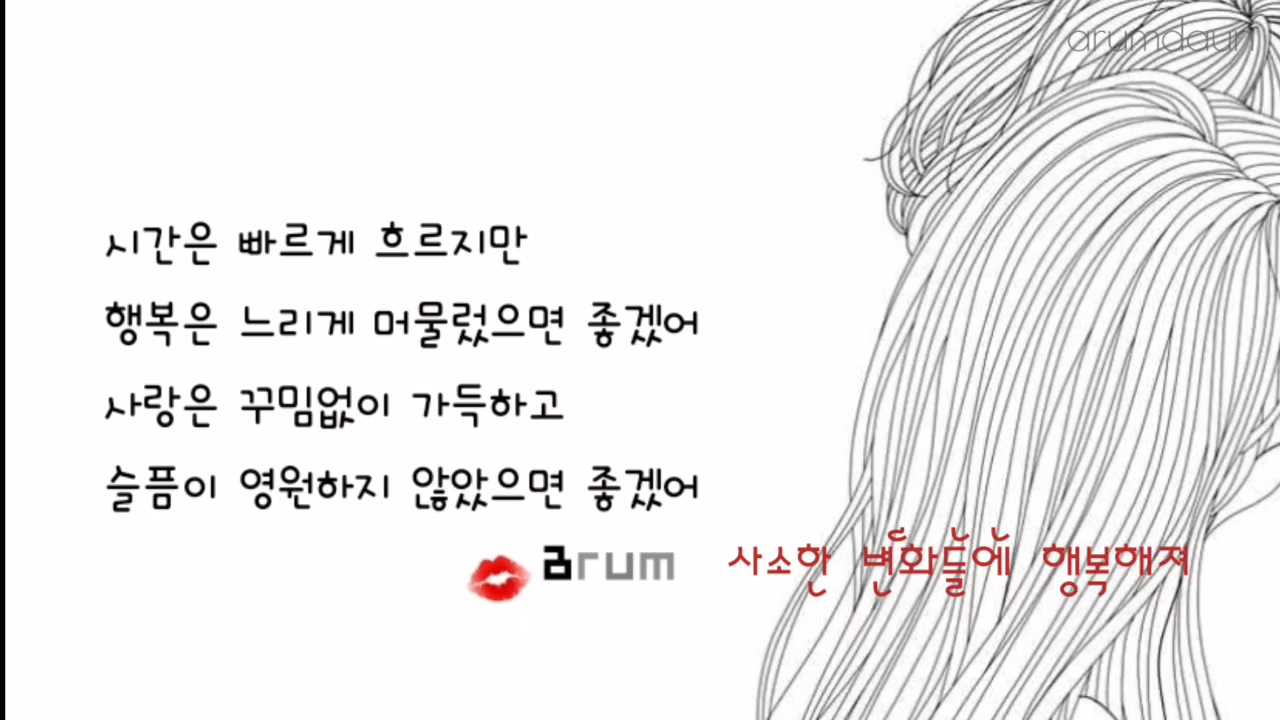 arumdaun
시간은 빠르게 흐르지만
행복은 느리게 머물렀으면 좋겠어
사랑은 꾸밈없이 가득하고
슬픔이 영원하지 않았으면 좋겠어
arum
사소한 변화들에 행복해져